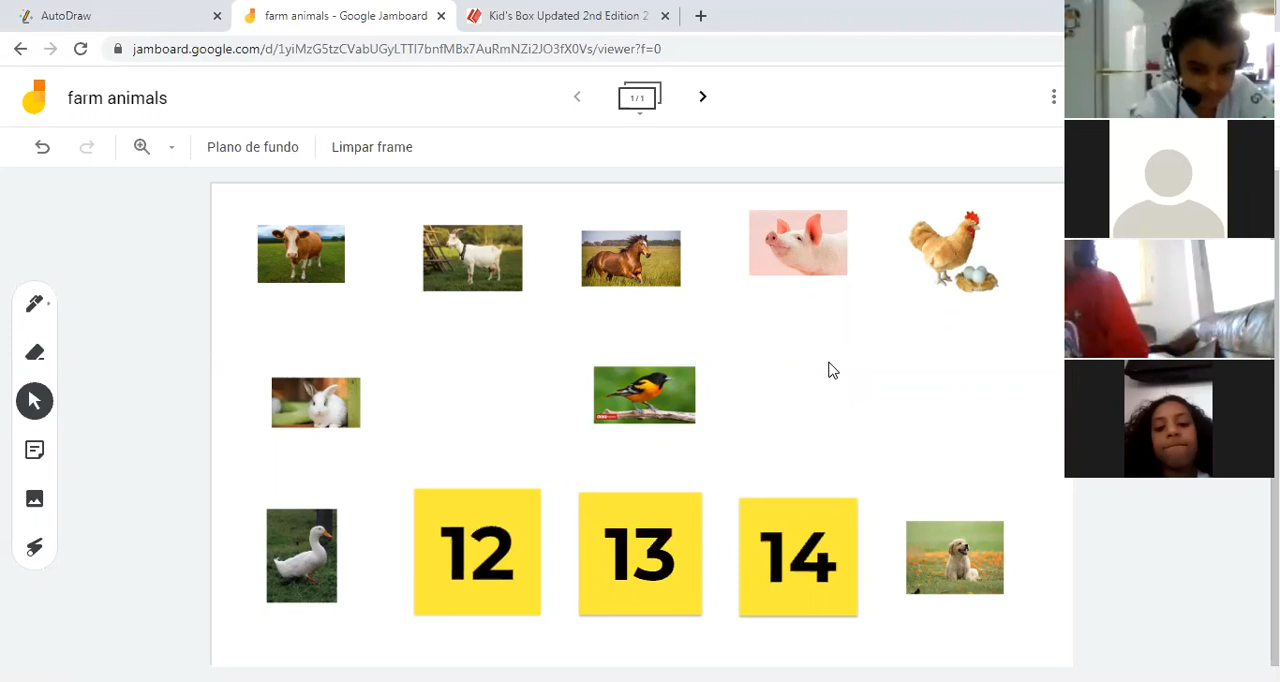 AutoDraw
farm animals - Google Jamboard
Kid's Box Updated 2nd Edition 2
jamboard.google.com/d/1yiMzG5tzCVabUGyLTTI7bnfMBx7AuRmNZi2JO3fX0Vs/viewer?f=0
farm animals
1/1
Plano de fundo
Limpar frame
12
13
14